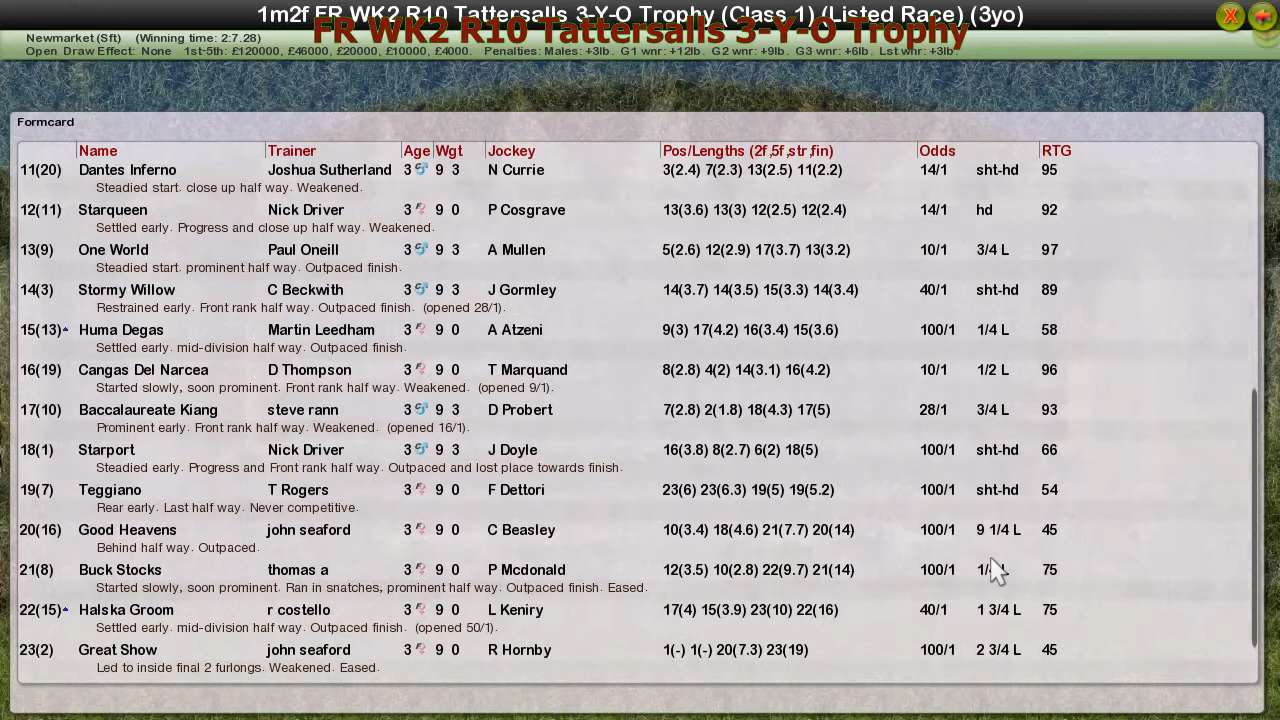 1m2f FR WK2 R10 Tattersalls 3-Y-O Trophy (Class 1) (Listed Race) (3yo)
FR WK2 R10 Tattersalls 3-Y-O Trophy
Newmarket (Sft) (Winning time: 2:7.28)
Open Draw Effect: None 1st-5th: £120000, £46000, £20000, £10000, £4000. Penalties: Males: +3lb. G1 wnr: +12lb. G2 wnr: +9lb. G3 wnr: +6lb. Lst wnr: +3lb.
Formcard
Name Trainer Age Wgt Jockey Pos/Lengths (2f,5f,str,fin) Odds RTG
11(20) Dantes Inferno Joshua Sutherland 3 9 3 N Currie 3(2.4) 7(2.3) 13(2.5) 11(2.2) 14/1 sht-hd 95
Steadied start. close up half way. Weakened.
12(11) Starqueen Nick Driver 3 9 0 P Cosgrave 13(3.6) 13(3) 12(2.5) 12(2.4) 14/1 hd 92
Settled early. Progress and close up half way. Weakened.
13(9) One World Paul Oneill 3 9 3 A Mullen 5(2.6) 12(2.9) 17(3.7) 13(3.2) 10/1 3/4 L 97
Steadied start. prominent half way. Outpaced finish.
14(3) Stormy Willow C Beckwith 3 9 3 J Gormley 14(3.7) 14(3.5) 15(3.3) 14(3.4) 40/1 sht-hd 89
Restrained early. Front rank half way. Outpaced finish. (opened 28/1).
15(13) Huma Degas Martin Leedham 3 9 0 A Atzeni 9(3) 17(4.2) 16(3.4) 15(3.6) 100/1 1/4 L 58
Settled early. mid-division half way. Outpaced finish.
16(19) Cangas Del Narcea D Thompson 3 9 0 T Marquand 8(2.8) 4(2) 14(3.1) 16(4.2) 10/1 1/2 L 96
Started slowly, soon prominent. Front rank half way. Weakened. (opened 9/1).
17(10) Baccalaureate Kiang steve rann 3 9 3 D Probert 7(2.8) 2(1.8) 18(4.3) 17(5) 28/1 3/4 L 93
Prominent early. Front rank half way. Weakened. (opened 16/1).
18(1) Starport Nick Driver 3 9 3 J Doyle 16(3.8) 8(2.7) 6(2) 18(5) 100/1 sht-hd 66
Steadied early. Progress and Front rank half way. Outpaced and lost place towards finish.
19(7) Teggiano T Rogers 3 9 0 F Dettori 23(6) 23(6.3) 19(5) 19(5.2) 100/1 sht-hd 54
Rear early. Last half way. Never competitive.
20(16) Good Heavens john seaford 3 9 0 C Beasley 10(3.4) 18(4.6) 21(7.7) 20(14) 100/1 9 1/4 L 45
Behind half way. Outpaced.
21(8) Buck Stocks thomas a 3 9 0 P Mcdonald 12(3.5) 10(2.8) 22(9.7) 21(14) 100/1 75
Started slowly, soon prominent. Ran in snatches, prominent half way. Outpaced finish. Eased.
22(15) Halska Groom r costello 3 9 0 L Keniry 17(4) 15(3.9) 23(10) 22(16) 40/1 1 3/4 L 75
Settled early. mid-division half way. Outpaced finish. (opened 50/1).
23(2) Great Show john seaford 3 9 0 R Hornby 1(-) 1(-) 20(7.3) 23(19) 100/1 2 3/4 L 45
Led to inside final 2 furlongs. Weakened. Eased.